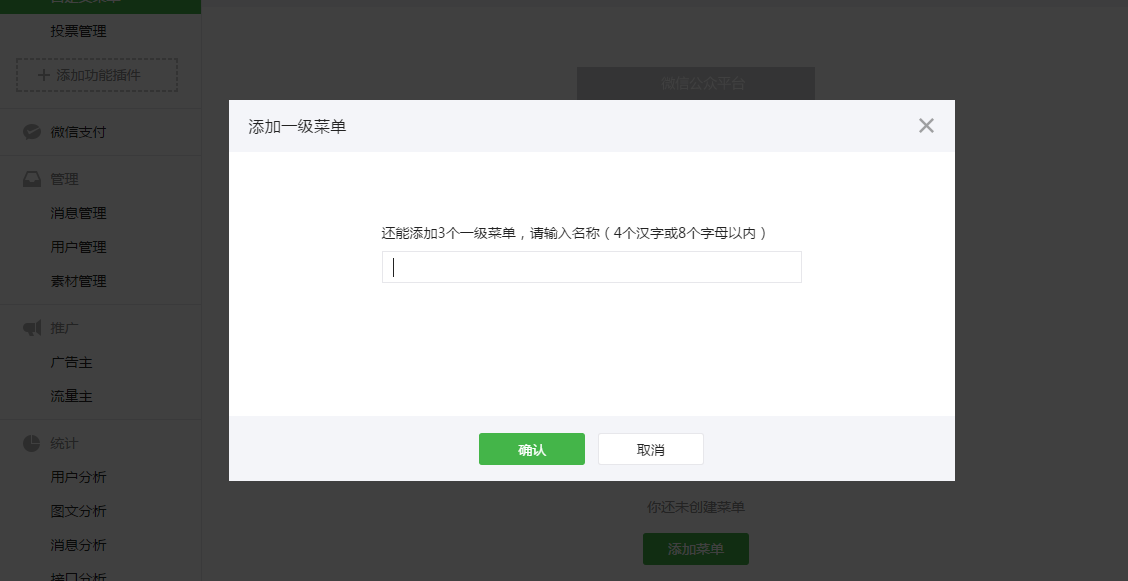 投票管理
添加功能插件
微信支付
管理
消息管理
用户管理
素材管理
推广
广告主
流量主
统计
用户分析
图文分析
消息分析
接口分析
微信公众平台
添加一级菜单
还能添加3个一级菜单，请输入名称（4个汉字或8个字母以内）
确认
取消
你还未创建菜单
添加菜单